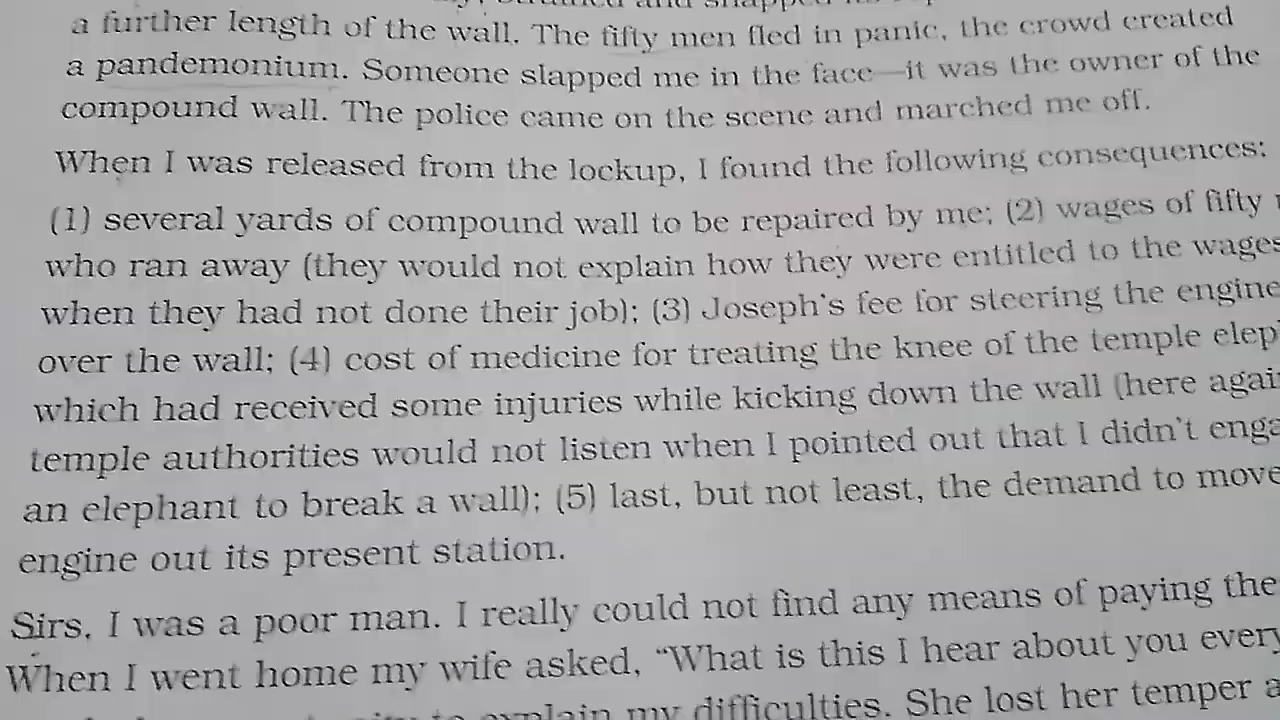 a further length of the wall. The fifty men fled in panic, the crowd created
a pandemonium. Someone slapped me in the face—it was the owner of the
compound wall. The police came on the scene and marched me off.
When I was released from the lockup, I found the following consequences:
(1) several yards of compound wall to be repaired by me; (2) wages of fifty
who ran away (they would not explain how they were entitled to the wages
when they had not done their job); (3) Joseph's fee for steering the engine
over the wall; (4) cost of medicine for treating the knee of the temple elep
which had received some injuries while kicking down the wall (here agai
temple authorities would not listen when I pointed out that I didn't enga
an elephant to break a wall); (5) last, but not least, the demand to move
engine out its present station.
Sirs, I was a poor man. I really could not find any means of paying the
When I went home my wife asked, “What is this I hear about you every
to explain my difficulties. She lost her temper a